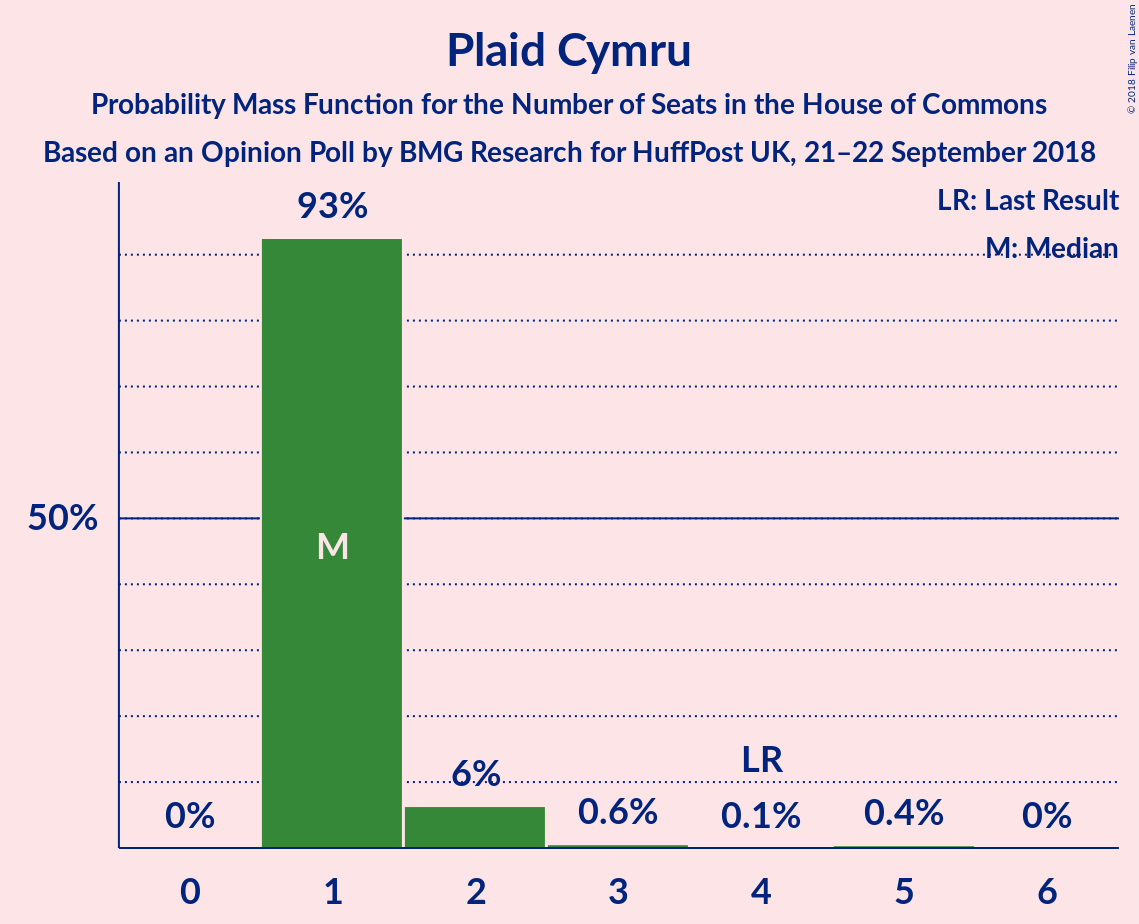 Plaid Cymru
Probability Mass Function for the Number of Seats in the House of Commons
Based on an Opinion Poll by BMG Research for HuffPost UK, 21–22 September 2018
© 2018 Filip van Laenen
LR: Last Result
M: Median
93%
50%
M
LR
0%
6%
0.6%
0.1%
0.4%
0%
0 1 2 3 4 5 6